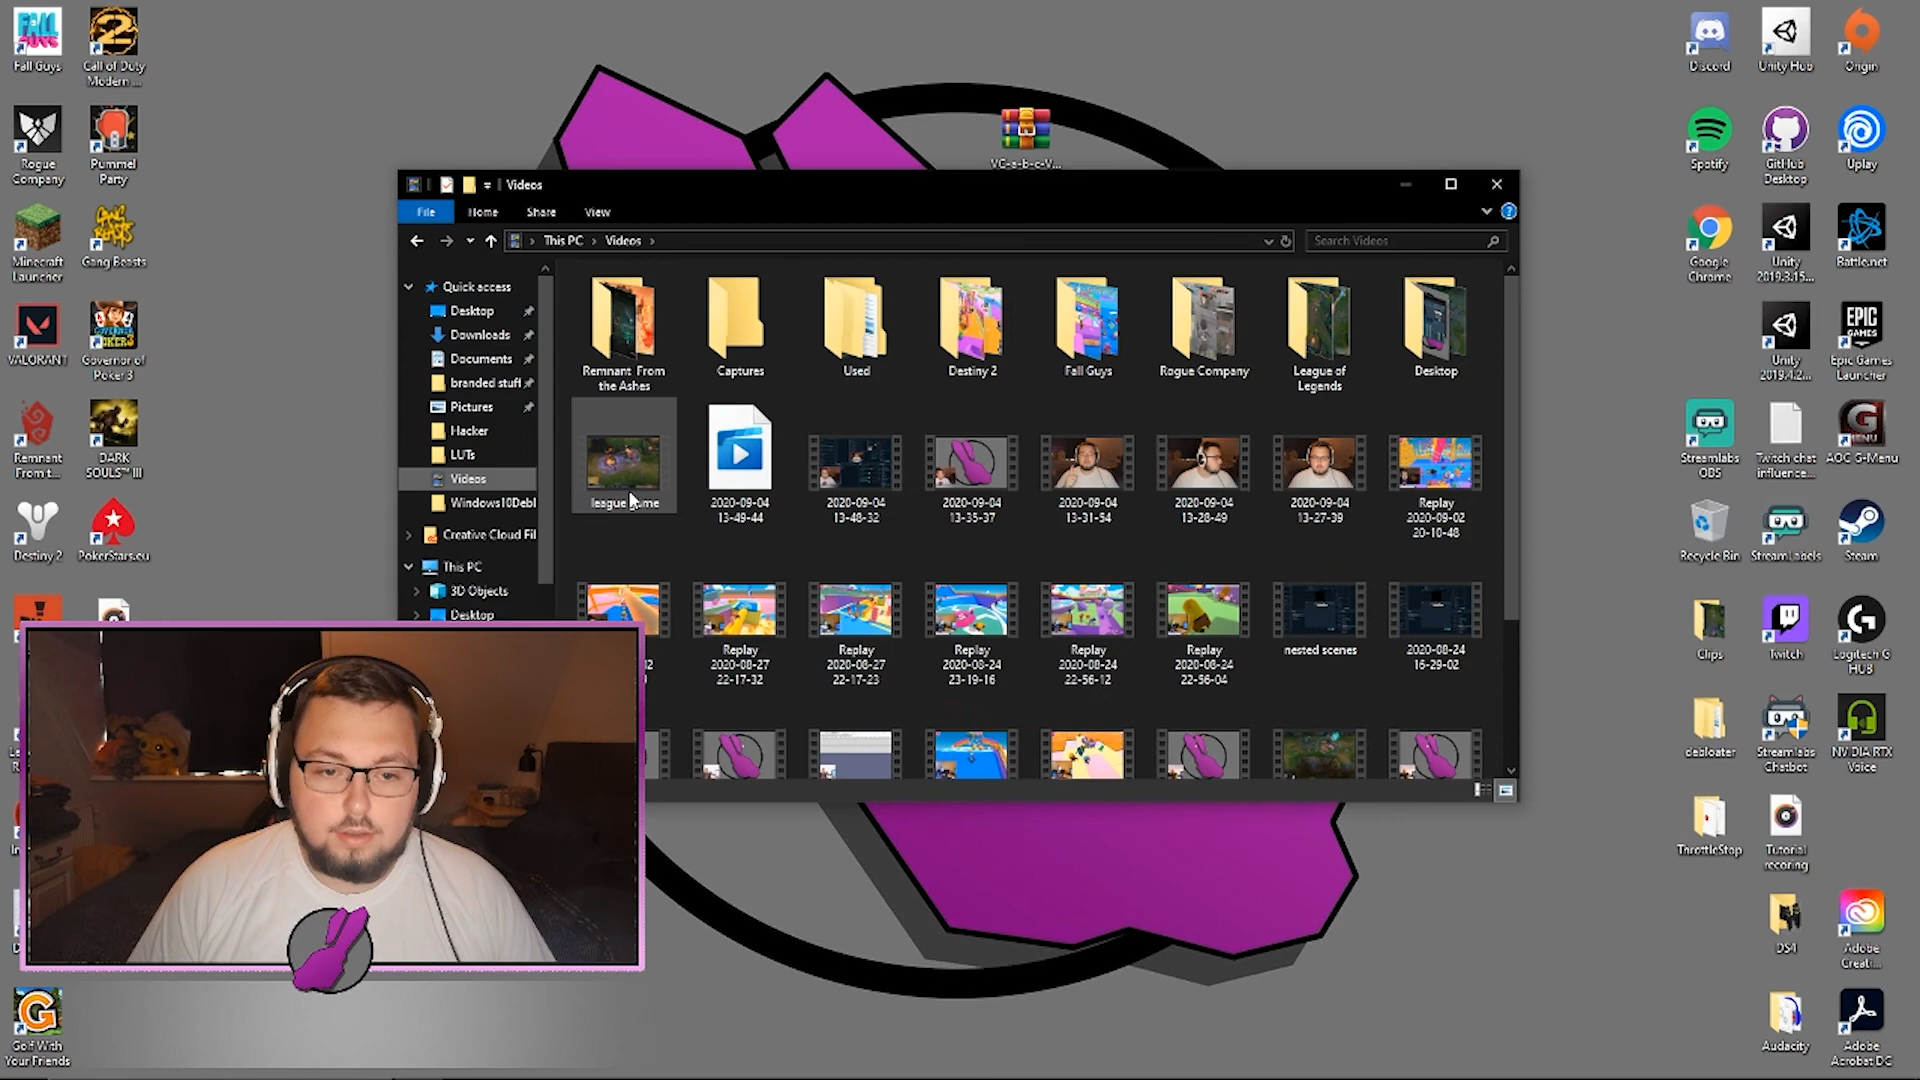 Fall Guys
Call of Duty
Modern ...
Rogue
Company
Pummel
Party
Minecraft
Launcher
Gang Beasts
VALORANT
Governor of
Poker 3
Remnant
From t...
DARK
SOULS™ III
Destiny 2
PokerStars.eu
Golf With
Your Friends
VC-a-b-c-V...
Videos
File
Home
Share
View
This PC
Videos
Search Videos
Quick access
Desktop
Downloads
Documents
branded stuff
Pictures
Hacker
LUTs
Videos
Windows10Debl
Creative Cloud Fil
This PC
3D Objects
Desktop
Remnant From
the Ashes
Captures
Used
Destiny 2
Fall Guys
Rogue Company
League of
Legends
Desktop
league
2020-09-04
13-49-44
2020-09-04
13-48-32
2020-09-04
13-35-37
2020-09-04
13-31-54
2020-09-04
13-28-49
2020-09-04
13-27-39
Replay
2020-09-02
20-10-48
Replay
2020-08-27
22-17-32
Replay
2020-08-27
22-17-23
Replay
2020-08-24
23-19-16
Replay
2020-08-24
22-56-12
Replay
2020-08-24
22-56-04
nested scenes
2020-08-24
16-29-02
Discord
Unity Hub
Origin
Spotify
GitHub
Desktop
Uplay
Google
Chrome
Unity
2019.3.15...
Battle.net
Unity
2019.4.2...
EPIC
GAMES
Epic Games
Launcher
Streamlabs
OBS
Twitch chat
influence...
MENU
AOC G-Menu
Recycle Bin
StreamLabels
Steam
Clips
Twitch
Logitech G
HUB
debloater
Streamlabs
Chatbot
NVIDIA RTX
Voice
ThrottleStop
Tutorial
recoring
DS4
Adobe
Creati...
Audacity
Adobe
Acrobat DC